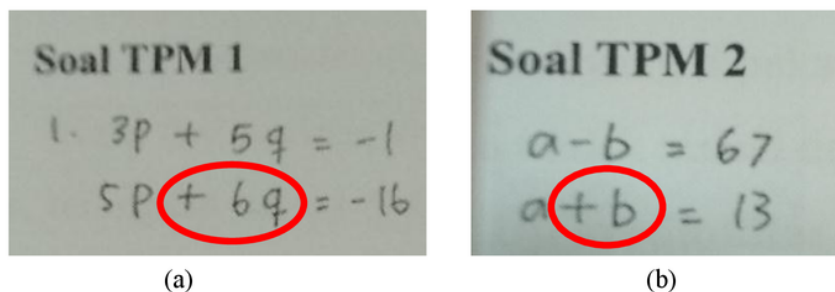 Soal TPM 1
1. 3p + 5q = -1
5p + 6q = -16
(a)
Soal TPM 2
a - b = 67
a + b = 13
(b)